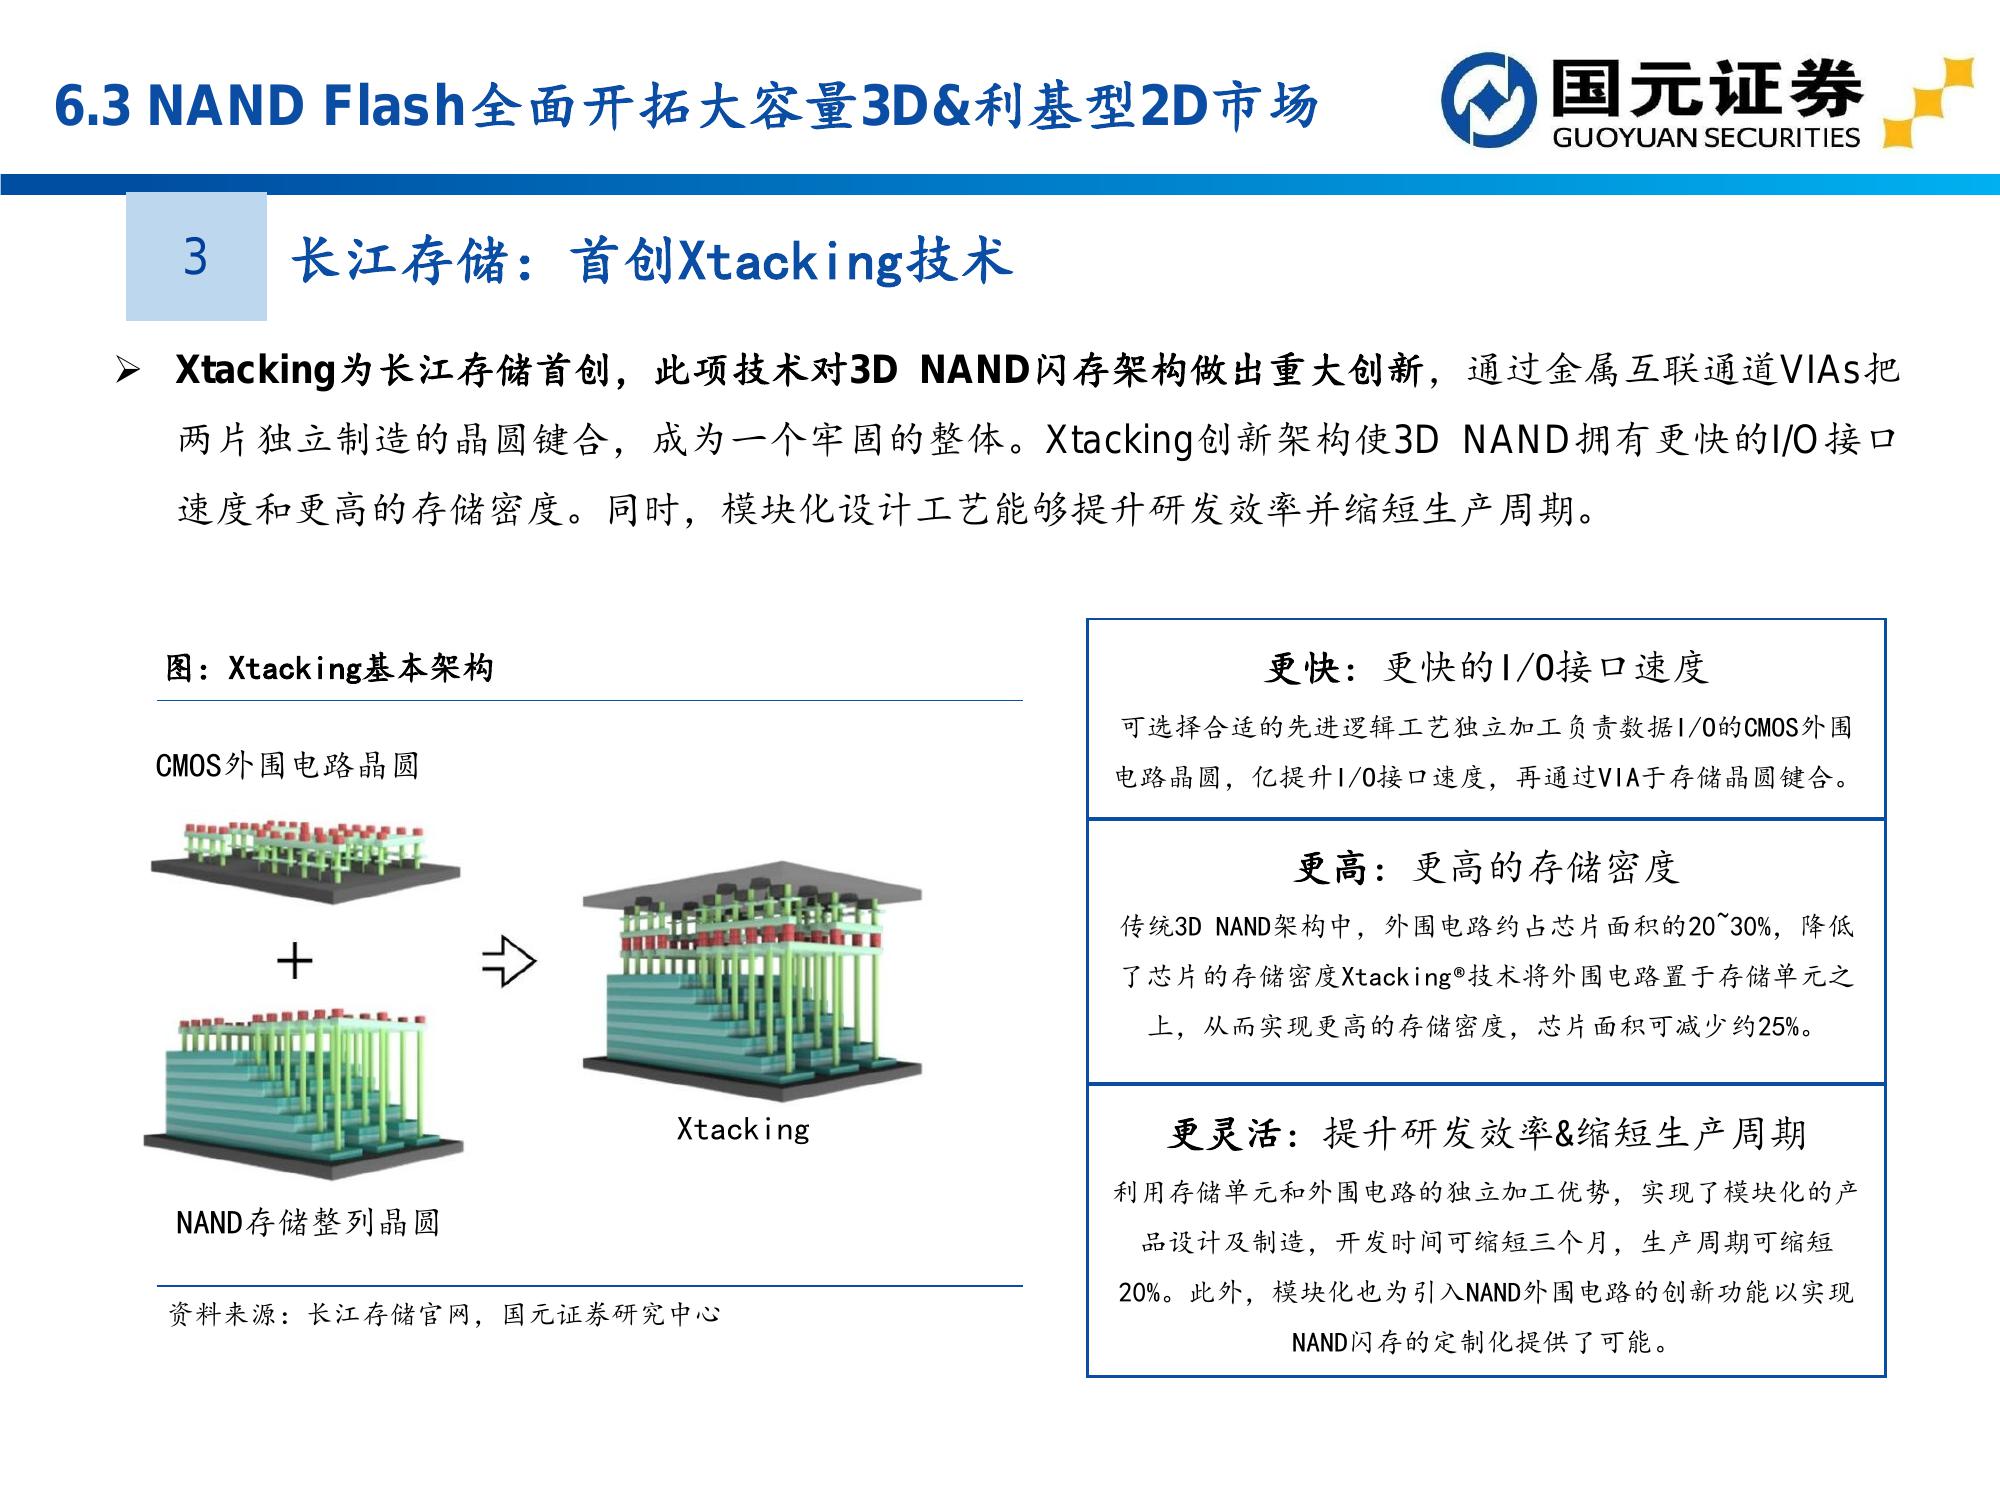 6.3 NAND Flash全面开拓大容量3D&利基型2D市场
国元证券
GUOYUAN SECURITIES
3
长江存储：首创Xtacking技术
➢ Xtacking为长江存储首创，此项技术对3D NAND闪存架构做出重大创新，通过金属互联通道VIAs把
两片独立制造的晶圆键合，成为一个牢固的整体。Xtacking创新架构使3D NAND拥有更快的I/O接口
速度和更高的存储密度。同时，模块化设计工艺能够提升研发效率并缩短生产周期。
图：Xtacking基本架构
CMOS外围电路晶圆
+
Xtacking
NAND存储整列晶圆
资料来源：长江存储官网，国元证券研究中心
更快：更快的I/O接口速度
可选择合适的先进逻辑工艺独立加工负责数据I/O的CMOS外围
电路晶圆，亿提升I/O接口速度，再通过VIA于存储晶圆键合。
更高：更高的存储密度
传统3D NAND架构中，外围电路约占芯片面积的20~30%，降低
了芯片的存储密度Xtacking®技术将外围电路置于存储单元之
上，从而实现更高的存储密度，芯片面积可减少约25%。
更灵活：提升研发效率&缩短生产周期
利用存储单元和外围电路的独立加工优势，实现了模块化的产
品设计及制造，开发时间可缩短三个月，生产周期可缩短
20%。此外，模块化也为引入NAND外围电路的创新功能以实现
NAND闪存的定制化提供了可能。